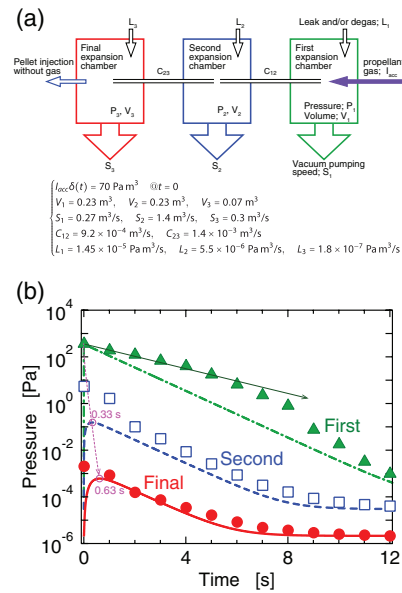 (a)
L₃
L₂
Leak and/or degas; L₁
Final
expansion
chamber
Second
expansion
chamber
First
expansion
chamber
Pellet injection
without gas
C₂₃
C₁₂
propellant
gas; Iₐcc
P₃, V₃
P₂, V₂
Pressure; P₁
Volume; V₁
S₃
S₂
Vacuum pumping
speed; S₁
Iₐccδ(t) = 70 Pa m³ @t = 0
V₁ = 0.23 m³, V₂ = 0.23 m³, V₃ = 0.07 m³
S₁ = 0.27 m³/s, S₂ = 1.4 m³/s, S₃ = 0.3 m³/s
C₁₂ = 9.2 × 10⁻⁴ m³/s, C₂₃ = 1.4 × 10⁻³ m³/s
L₁ = 1.45 × 10⁻⁵ Pa m³/s, L₂ = 5.5 × 10⁻⁶ Pa m³/s, L₃ = 1.8 × 10⁻⁷ Pa m³/s
(b)
10⁴
10²
10⁰
10⁻²
10⁻⁴
10⁻⁶
Pressure [Pa]
0.33 s
0.63 s
First
Second
Final
0 2 4 6 8 10 12
Time [s]